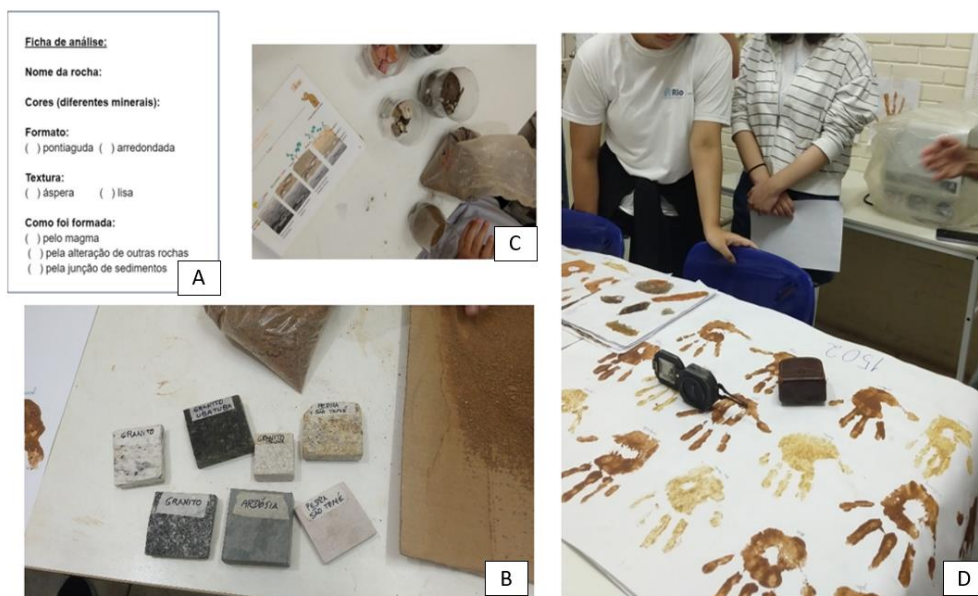 Ficha de análise:
Nome da rocha:
Cores (diferentes minerais):
Formato:
( ) pontiaguda ( ) arredondada
Textura:
( ) áspera ( ) lisa
Como foi formada:
( ) pelo magma
( ) pela alteração de outras rochas
( ) pela junção de sedimentos
A
C
GRANITO
GRANITO
UBATUBA
GRANITO
PEDRA
SÃO TOMÉ
GRANITO
ARDÓSIA
PEDRA
SÃO TOMÉ
B
Rio
1502
D